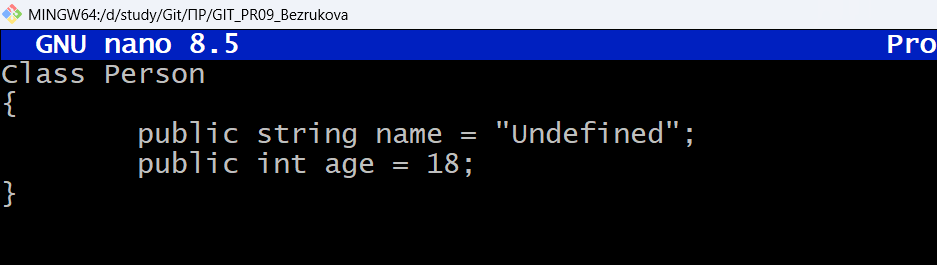 MINGW64:/d/study/Git/ПР/GIT_PR09_Bezrukova
GNU nano 8.5 Pro
Class Person
{
public string name = "Undefined";
public int age = 18;
}